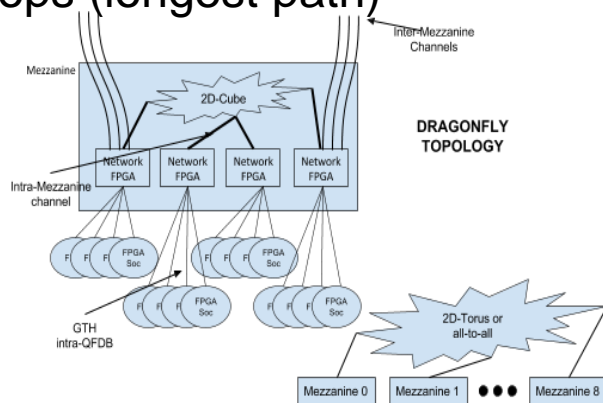 ops (longest path)
Inter-Mezzanine
Channels
Mezzanine
2D-Cube
DRAGONFLY
TOPOLOGY
Network
FPGA
Network
FPGA
Network
FPGA
Network
FPGA
Intra-Mezzanine
channel
F
F
F
FPGA
Soc
F
F
F
FPGA
Soc
F
F
F
FPGA
Soc
F
F
F
FPGA
Soc
GTH
intra-QFDB
2D-Torus or
all-to-all
Mezzanine 0
Mezzanine 1
Mezzanine 8